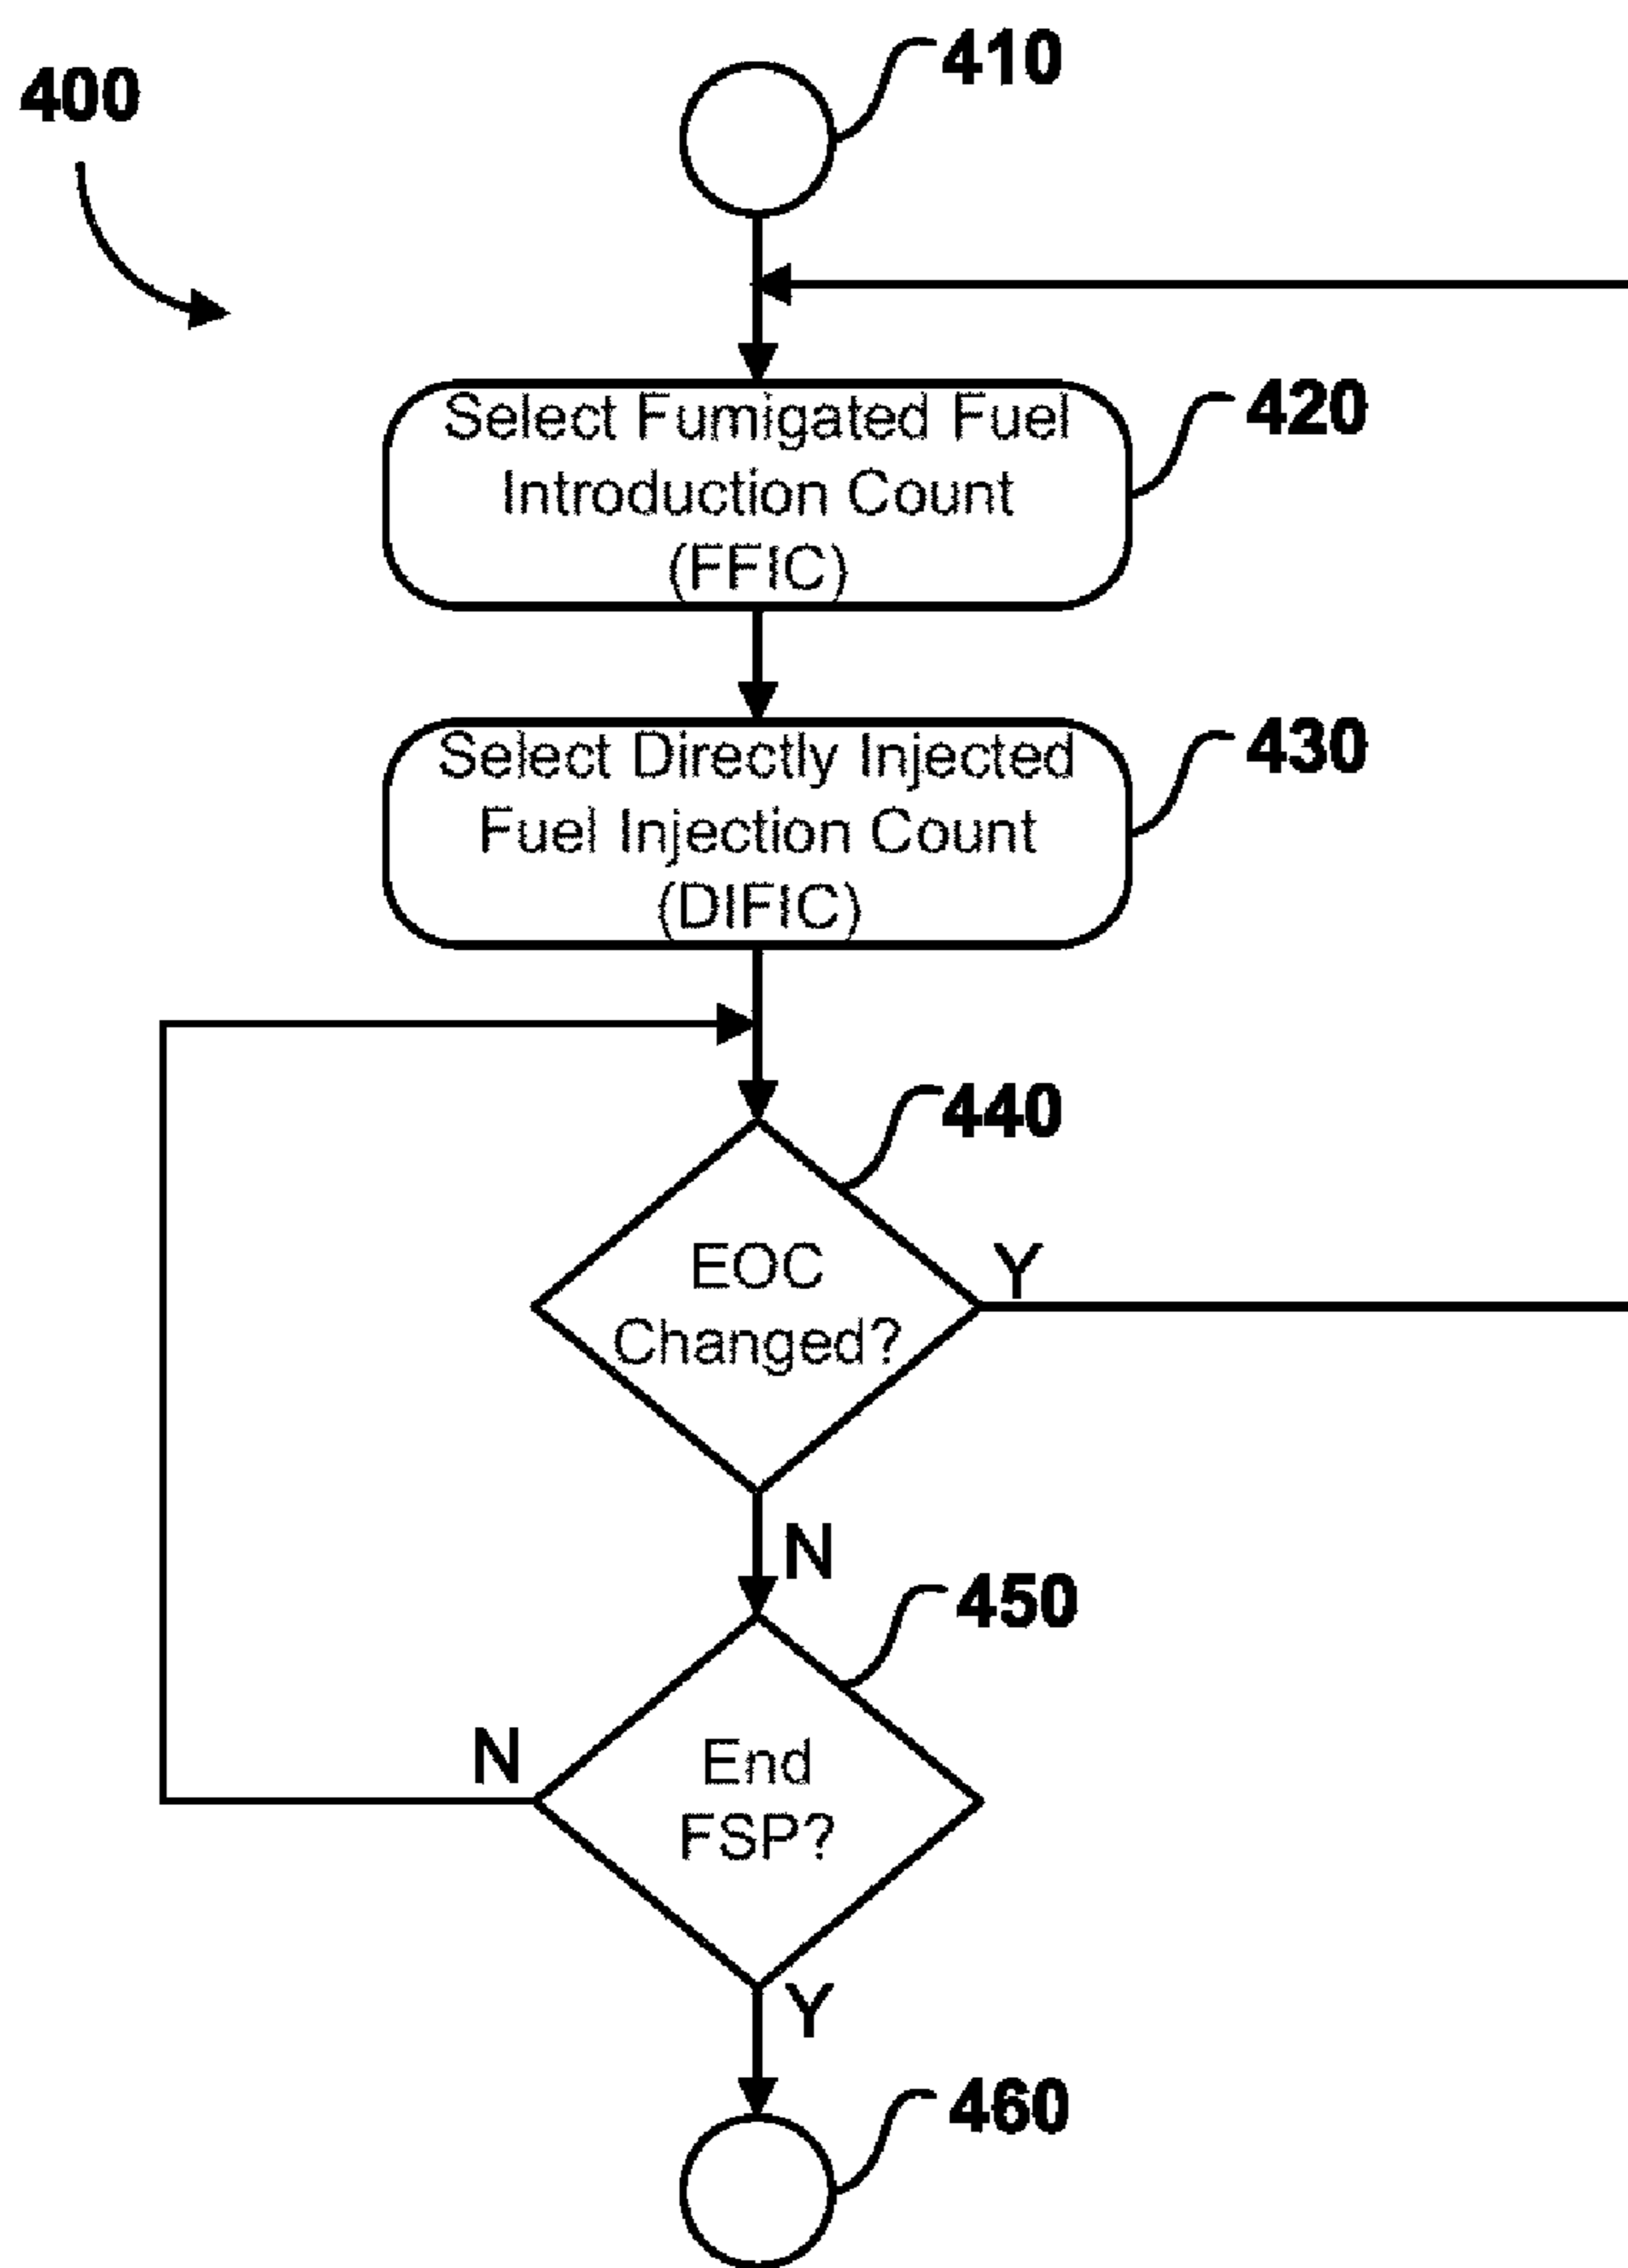 410
400
Select Fumigated Fuel
Introduction Count
(FFIC)
420
Select Directly Injected
Fuel Injection Count
(DIFIC)
430
440
EOC
Changed?
Y
N
450
End
FSP?
N
Y
460